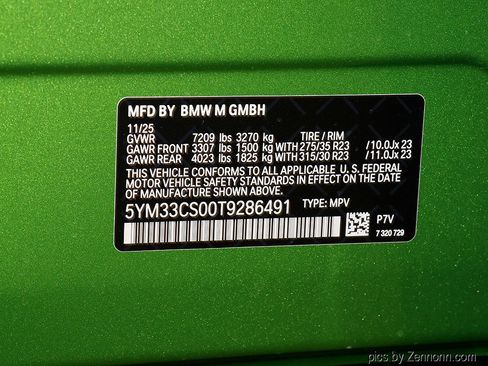 MFD BY BMW M GMBH
11/25
GVWR 7209 lbs 3270 kg TIRE / RIM
GAWR FRONT 3307 lbs 1500 kg WITH 275/35 R23 /10.0Jx 23
GAWR REAR 4023 lbs 1825 kg WITH 315/30 R23 /11.0Jx 23
THIS VEHICLE CONFORMS TO ALL APPLICABLE U. S. FEDERAL
MOTOR VEHICLE SAFETY STANDARDS IN EFFECT ON THE DATE
OF MANUFACTURE SHOWN ABOVE.
5YM33CS00T9286491 TYPE: MPV
P7V
7 320 729
pics by Zennonn.com